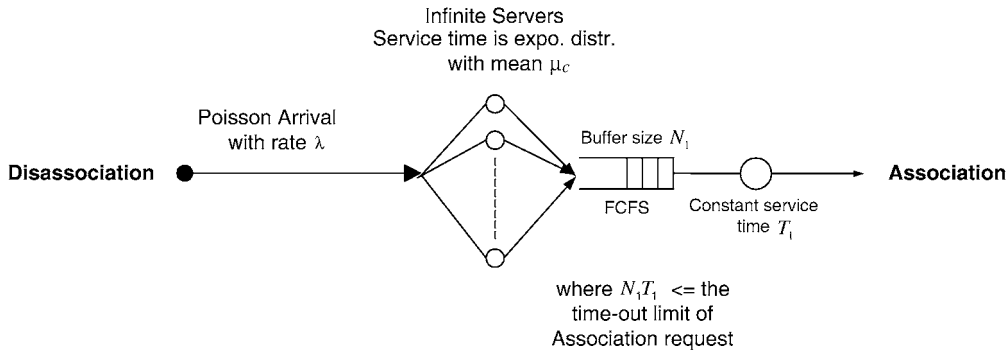 Infinite Servers
Service time is expo. distr.
with mean μc
Poisson Arrival
with rate λ
Buffer size N1
Disassociation
Association
FCFS
Constant service
time T1
where N1T1 <= the
time-out limit of
Association request